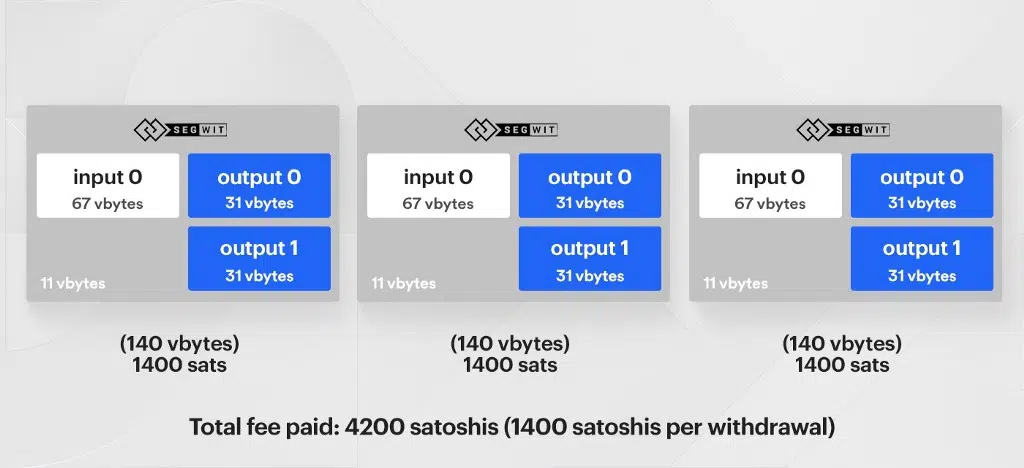 SEGWIT
input 0
67 vbytes
output 0
31 vbytes
output 1
31 vbytes
11 vbytes
(140 vbytes)
1400 sats
SEGWIT
input 0
67 vbytes
output 0
31 vbytes
output 1
31 vbytes
11 vbytes
(140 vbytes)
1400 sats
SEGWIT
input 0
67 vbytes
output 0
31 vbytes
output 1
31 vbytes
11 vbytes
(140 vbytes)
1400 sats
Total fee paid: 4200 satoshis (1400 satoshis per withdrawal)